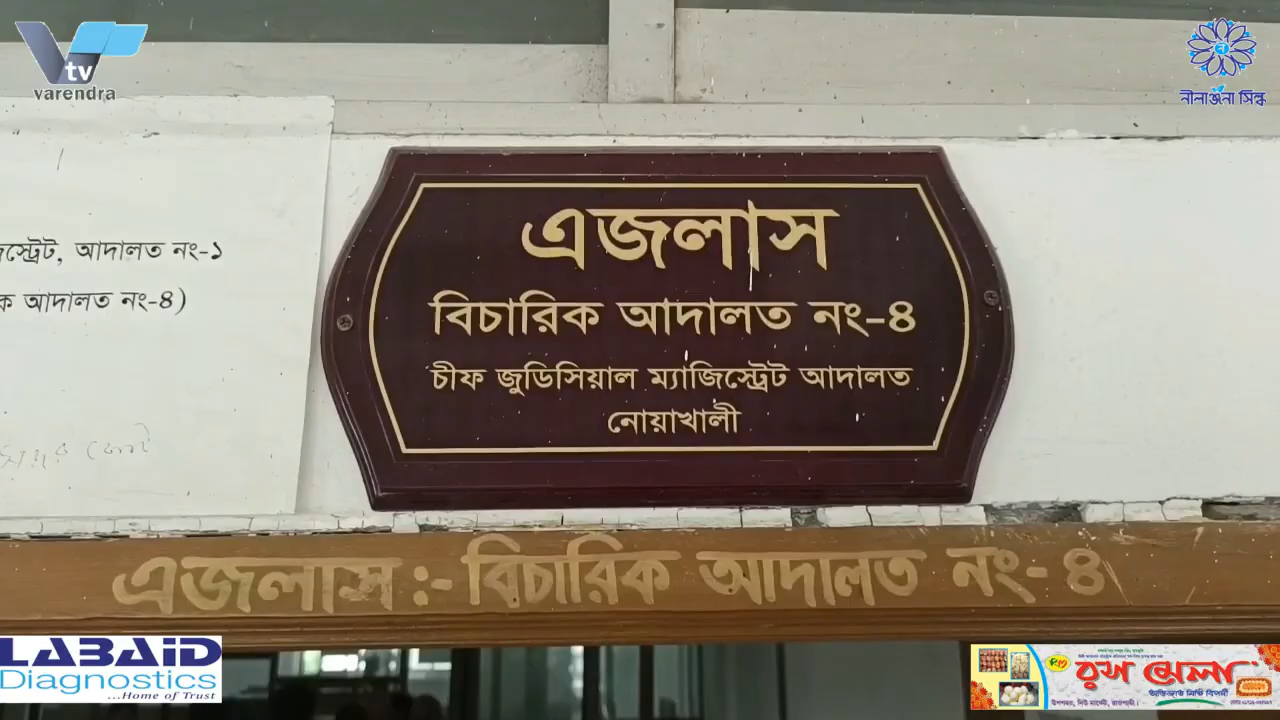 tv
varendra
নীলাঞ্জনা সিল্ক
এজলাস
বিচারিক আদালত নং-৪
চীফ জুডিসিয়াল ম্যাজিস্ট্রেট আদালত
নোয়াখালী
আদালত নং-১
ক আদালত নং-৪)
এজলাস :- বিচারিক আদালত নং- ৪
LABAID
Diagnostics
...Home of Trust
রস মেলা